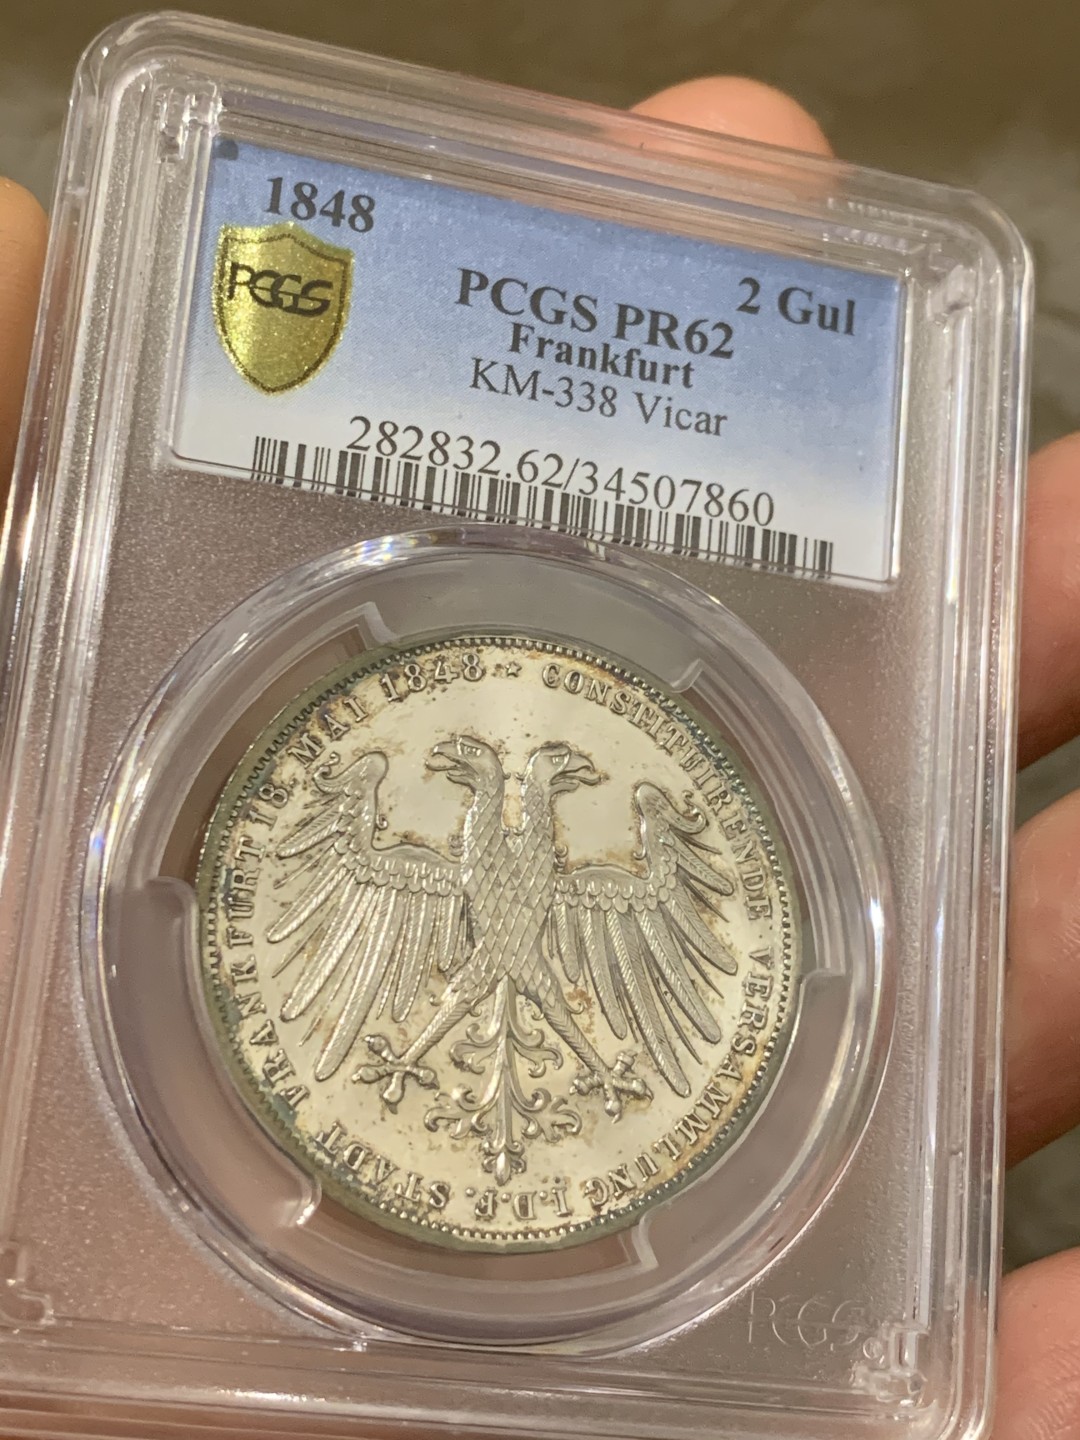 1848
PCGS
2 Gul
PCGS PR62
Frankfurt
KM-338 Vicar
282832.62/34507860
CONSTITUIRENDE VERSAMMLUNG I.D.F. STADT FRANKFURT 18. MAI 1848
PCGS